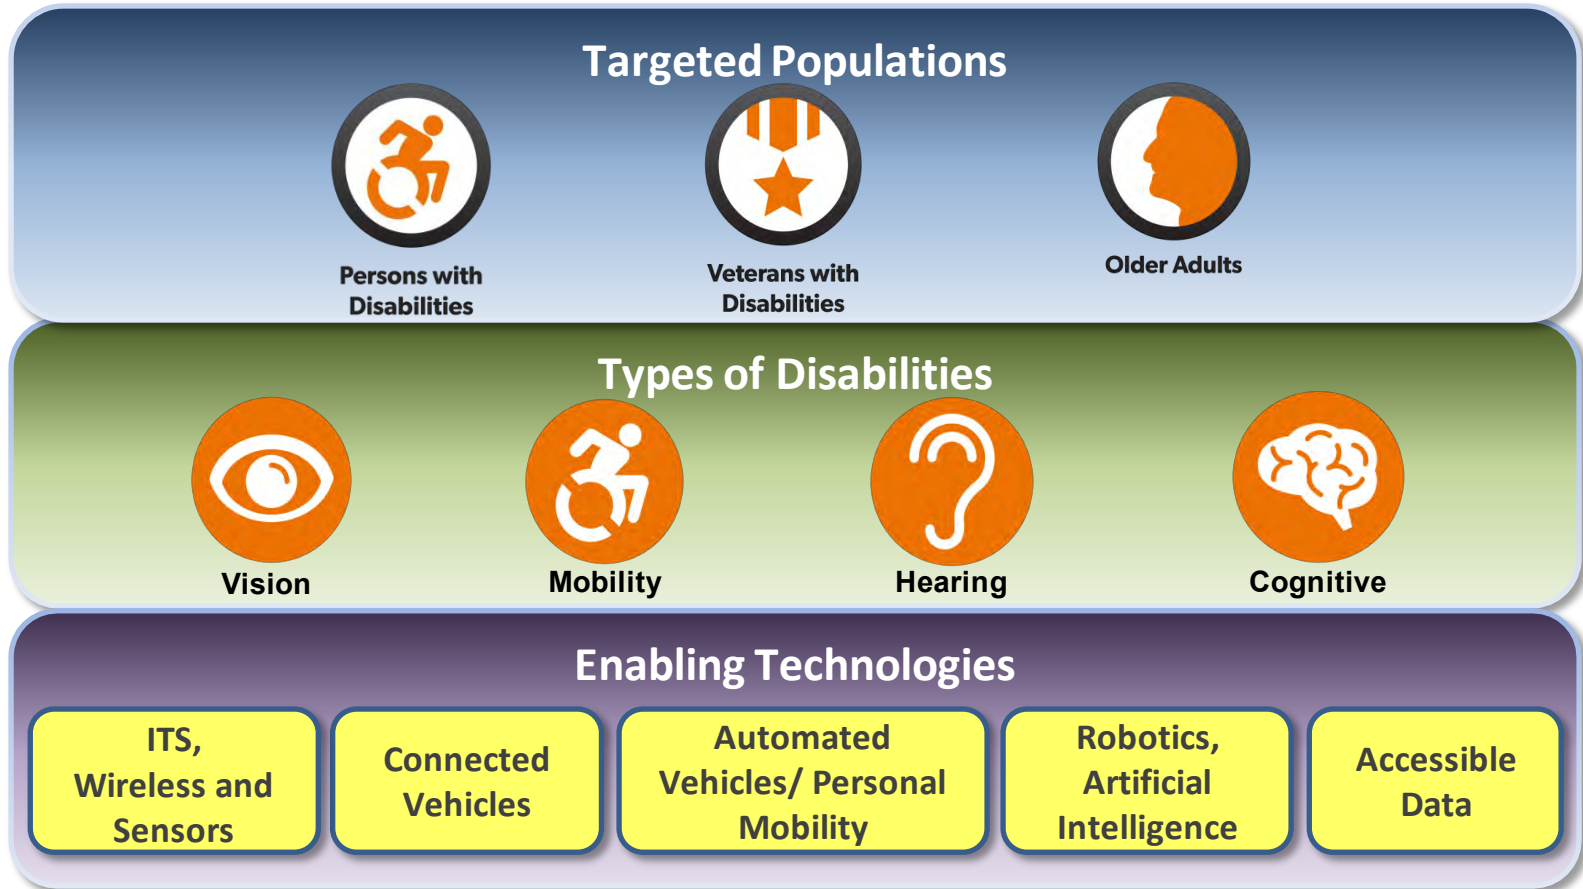 Targeted Populations
Persons with
Disabilities
Veterans with
Disabilities
Older Adults
Types of Disabilities
Vision
Mobility
Hearing
Cognitive
Enabling Technologies
ITS,
Wireless and
Sensors
Connected
Vehicles
Automated
Vehicles/ Personal
Mobility
Robotics,
Artificial
Intelligence
Accessible
Data